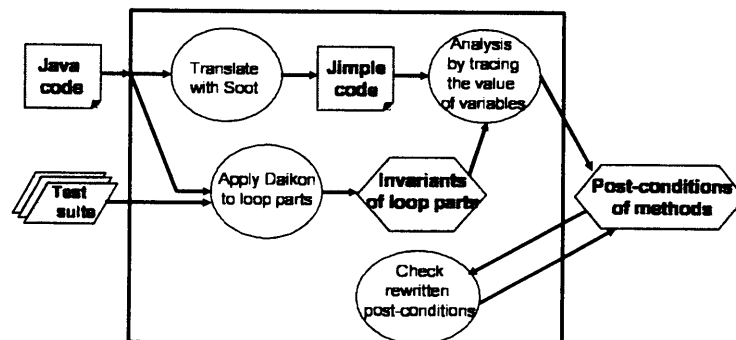 Java
code
Translate
with Soot
Jimple
code
Analysis
by tracing
the value
of variables
Test
suite
Apply Daikon
to loop parts
Invariants
of loop parts
Post-conditions
of methods
Check
rewritten
post-conditions